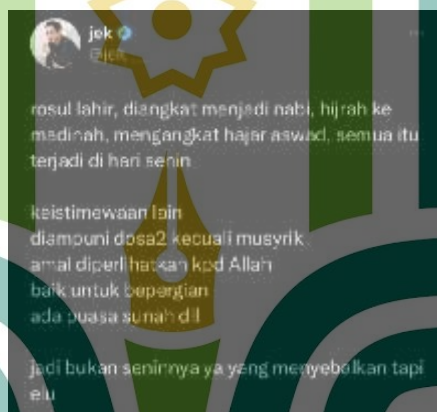 jek
@jek
rosul lahir, diangkat menjadi nabi, hijrah ke
madinah, mengangkat hajar aswad, semua itu
terjadi di hari senin
keistimewaan lain
diampuni dosa2 kecuali musyrik
amal diperlihatkan kpd Allah
baik untuk bepergian
ada puasa sunah dll
jadi bukan seninnya ya yang menyebolkan tapi
elu